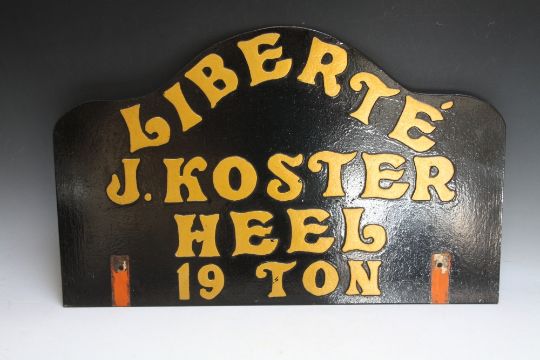 LIBERTÉ
J. KOSTER
HEEL
19 TON